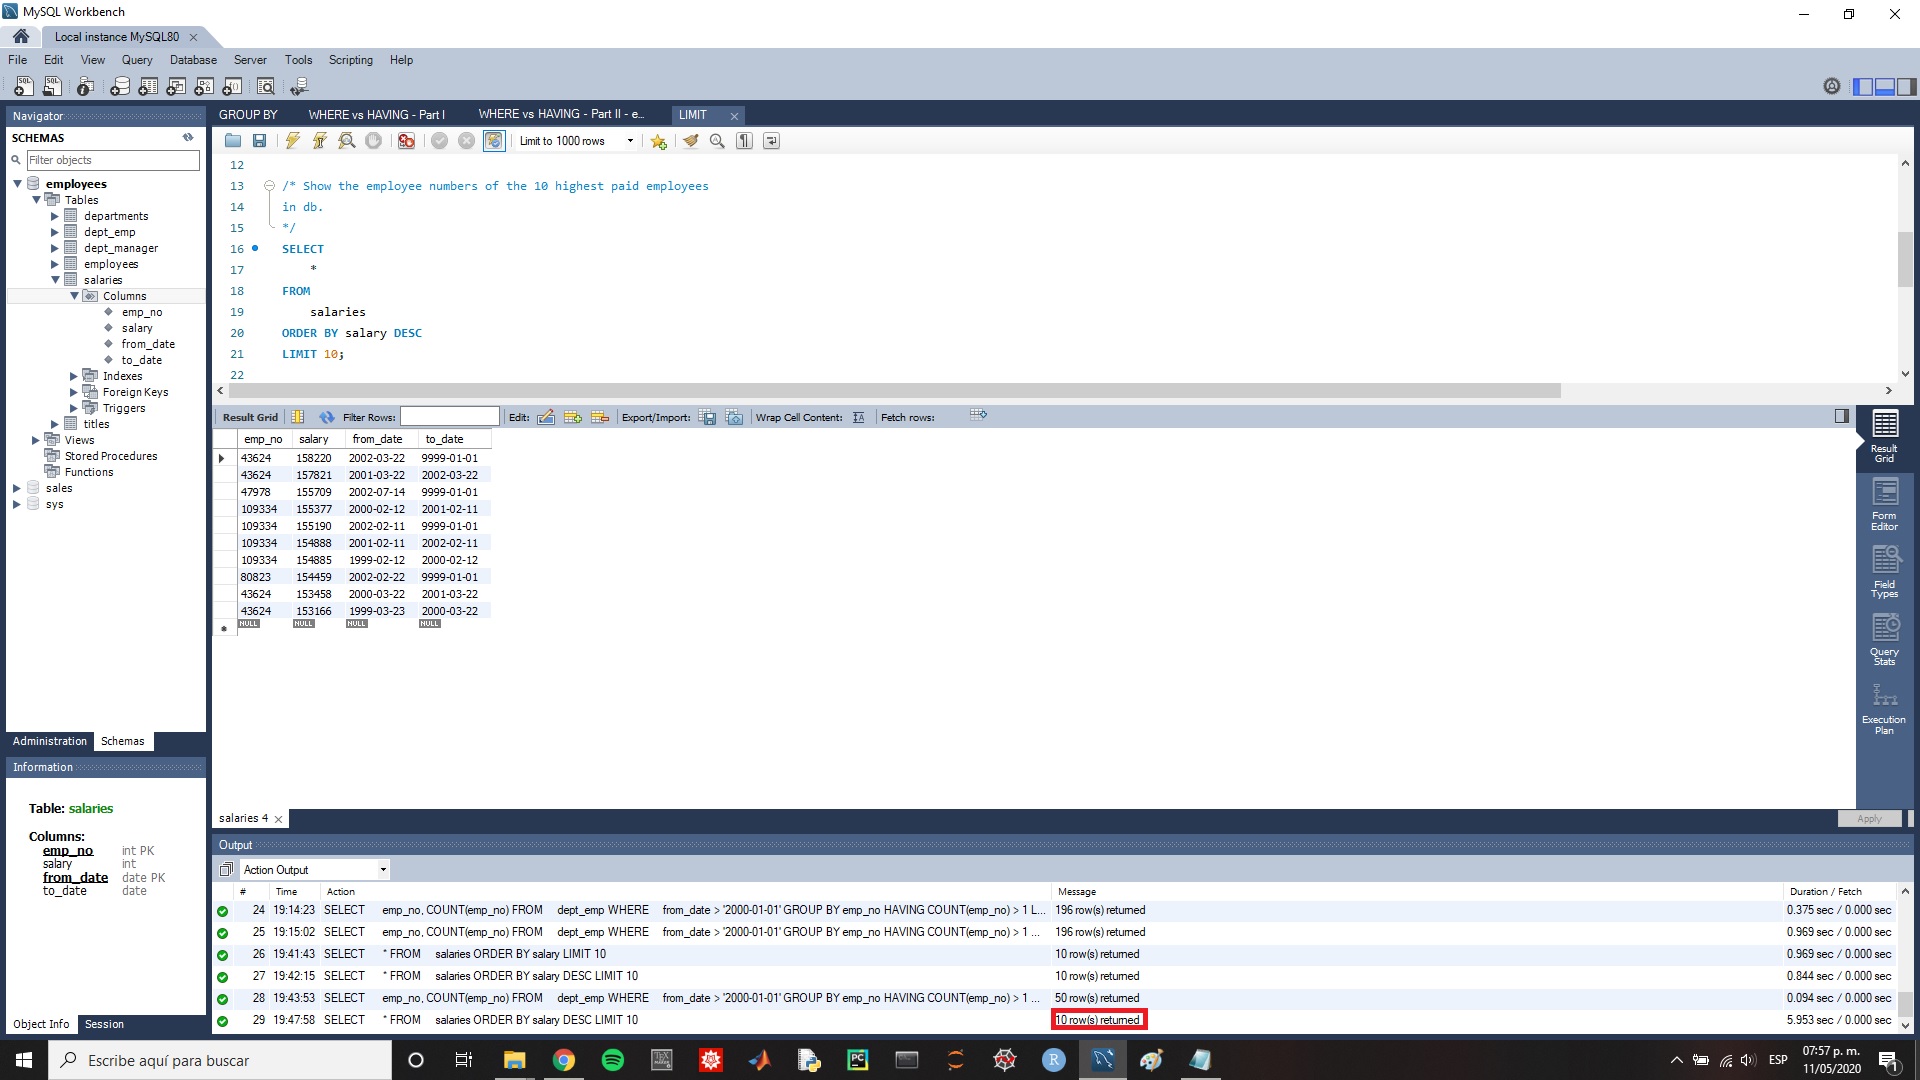 MySQL Workbench
Local instance MySQL80
File Edit View Query Database Server Tools Scripting Help
Navigator
SCHEMAS
Filter objects
employees
Tables
departments
dept_emp
dept_manager
employees
salaries
Columns
emp_no
salary
from_date
to_date
Indexes
Foreign Keys
Triggers
titles
Views
Stored Procedures
Functions
sales
sys
Administration Schemas
Information
Table: salaries
Columns:
emp_no int PK
salary int
from_date date PK
to_date date
Object Info Session
GROUP BY WHERE vs HAVING - Part I WHERE vs HAVING - Part II - e... LIMIT
Limit to 1000 rows
12
13 /* Show the employee numbers of the 10 highest paid employees
14 in db.
15 */
16 SELECT
17 *
18 FROM
19 salaries
20 ORDER BY salary DESC
21 LIMIT 10;
22
Result Grid Filter Rows: Edit: Export/Import: Wrap Cell Content: Fetch rows:
emp_no salary from_date to_date
43624 158220 2002-03-22 9999-01-01
43624 157821 2001-03-22 2002-03-22
47978 155709 2002-07-14 9999-01-01
109334 155377 2000-02-12 2001-02-11
109334 155190 2002-02-11 9999-01-01
109334 154888 2001-02-11 2002-02-11
109334 154885 1999-02-12 2000-02-12
80823 154459 2002-02-22 9999-01-01
43624 153458 2000-03-22 2001-03-22
43624 153166 1999-03-23 2000-03-22
NULL NULL NULL NULL
Result
Grid
Form
Editor
Field
Types
Query
Stats
Execution
Plan
salaries 4
Apply
Output
Action Output
# Time Action Message Duration / Fetch
24 19:14:23 SELECT emp_no, COUNT(emp_no) FROM dept_emp WHERE from_date > '2000-01-01' GROUP BY emp_no HAVING COUNT(emp_no) > 1 L... 196 row(s) returned 0.375 sec / 0.000 sec
25 19:15:02 SELECT emp_no, COUNT(emp_no) FROM dept_emp WHERE from_date > '2000-01-01' GROUP BY emp_no HAVING COUNT(emp_no) > 1 ... 196 row(s) returned 0.969 sec / 0.000 sec
26 19:41:43 SELECT * FROM salaries ORDER BY salary LIMIT 10 10 row(s) returned 0.969 sec / 0.000 sec
27 19:42:15 SELECT * FROM salaries ORDER BY salary DESC LIMIT 10 10 row(s) returned 0.844 sec / 0.000 sec
28 19:43:53 SELECT emp_no, COUNT(emp_no) FROM dept_emp WHERE from_date > '2000-01-01' GROUP BY emp_no HAVING COUNT(emp_no) > 1 ... 50 row(s) returned 0.094 sec / 0.000 sec
29 19:47:58 SELECT * FROM salaries ORDER BY salary DESC LIMIT 10 10 row(s) returned 5.953 sec / 0.000 sec
Escribe aquí para buscar
ESP
07:57 p. m.
11/05/2020
1